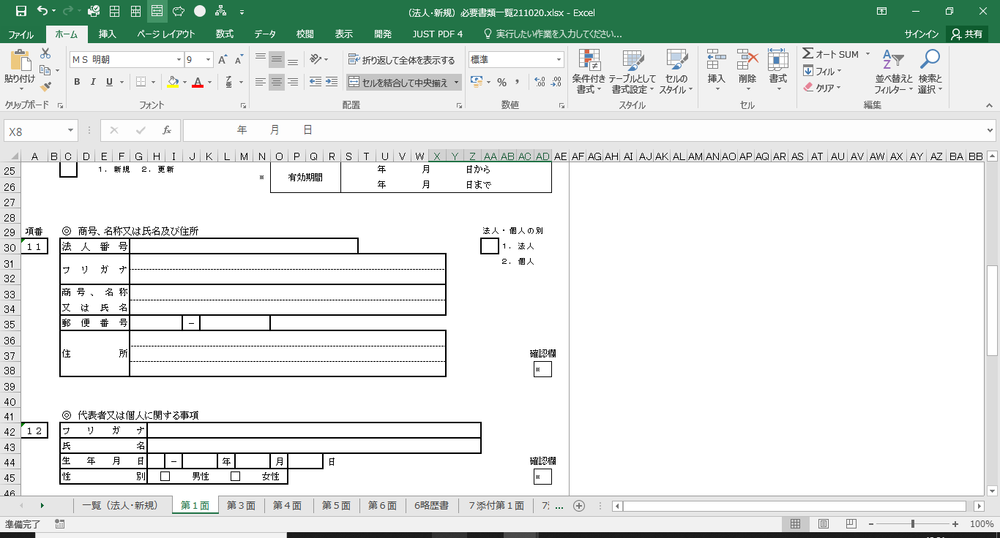 （法人･新規）必要書類一覧211020.xlsx - Excel
ファイル ホーム 挿入 ページ レイアウト 数式 データ 校閲 表示 開発 JUST PDF 4 実行したい作業を入力してください... サインイン 共有
貼り付け ＭＳ 明朝 9 折り返して全体を表示する 標準 条件付き書式 テーブルとして書式設定 セルのスタイル 挿入 削除 書式 オート SUM フィル クリア 並べ替えとフィルター 検索と選択
B I U A セルを結合して中央揃え % ,
クリップボード フォント 配置 数値 スタイル セル 編集
X8 fx 年 月 日
A B C D E F G H I J K L M N O P Q R S T U V W X Y Z AA AB AC AD AE AF AG AH AI AJ AK AL AM AN AO AP AQ AR AS AT AU AV AW AX AY AZ BA BB
25 １．新規 ２．更新 ※ 有効期間 年 月 日から
26 年 月 日まで
27
28
29 項番 ◎ 商号、名称又は氏名及び住所 法人・個人の別
30 １１ 法人番号 １．法人
31 フリガナ ２．個人
32
33 商号、名称
34 又は氏名
35 郵便番号 －
36
37 住所 確認欄
38 ※
39
40
41 ◎ 代表者又は個人に関する事項
42 １２ フリガナ
43 氏名
44 生年月日 － 年 月 日 確認欄
45 性別 男性 女性 ※
46
一覧（法人･新規） 第１面 第３面 第４面 第５面 第６面 6略歴書 ７添付第１面 ...
準備完了 100%